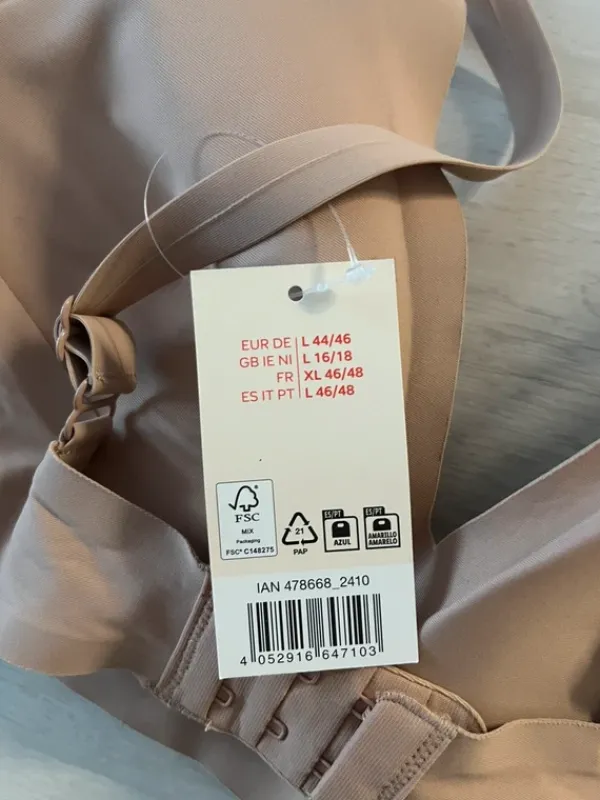 EUR DE L 44/46
GB IE NI L 16/18
FR XL 46/48
ES IT PT L 46/48
FSC
MIX
Packaging
FSC® C148275
21
PAP
ES/PT
AZUL
ES/PT
AMARILLO
AMARELO
IAN 478668_2410
4 052916 647103